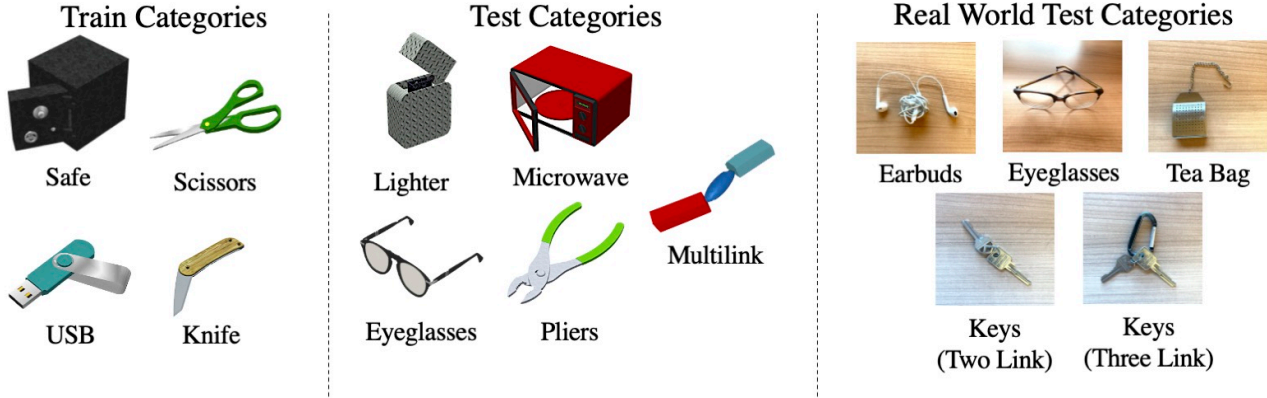 Train Categories
Safe
Scissors
USB
Knife
Test Categories
Lighter
Microwave
Multilink
Eyeglasses
Pliers
Real World Test Categories
Earbuds
Eyeglasses
Tea Bag
Keys
(Two Link)
Keys
(Three Link)